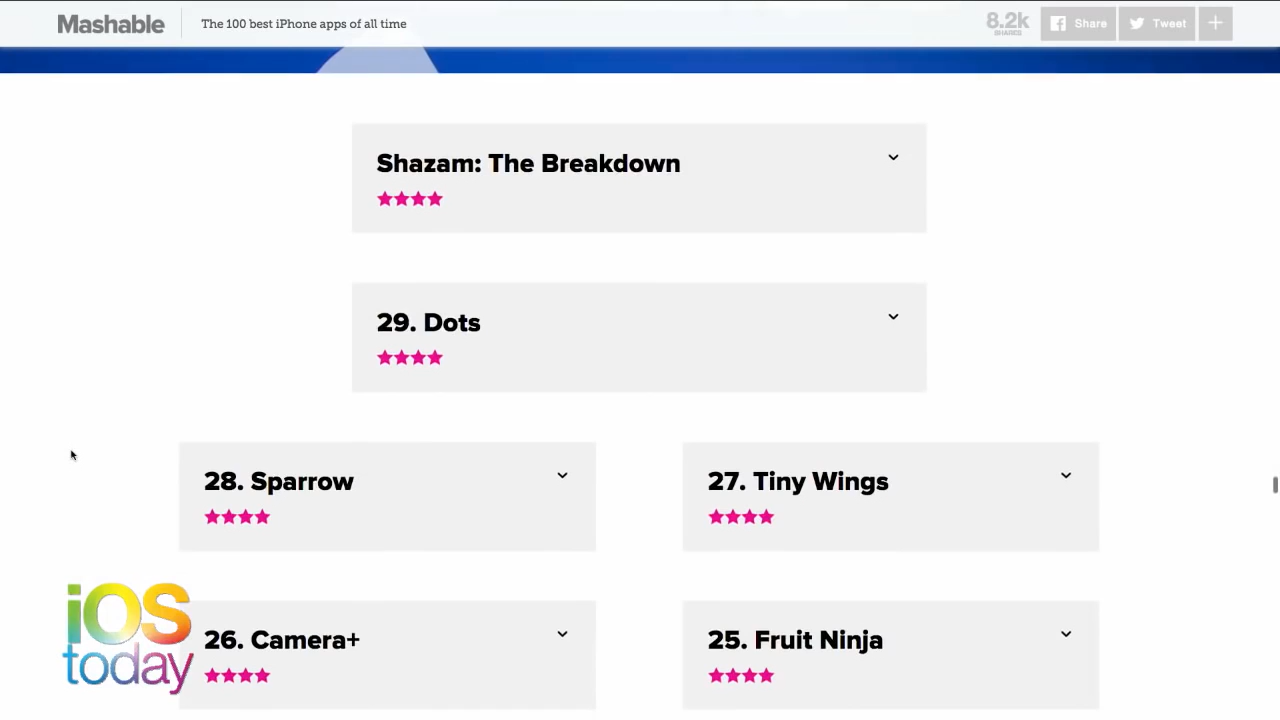 Mashable
The 100 best iPhone apps of all time
8.2k
SHARES
Share
Tweet
Shazam: The Breakdown
29. Dots
28. Sparrow
27. Tiny Wings
26. Camera+
25. Fruit Ninja
iOS
today